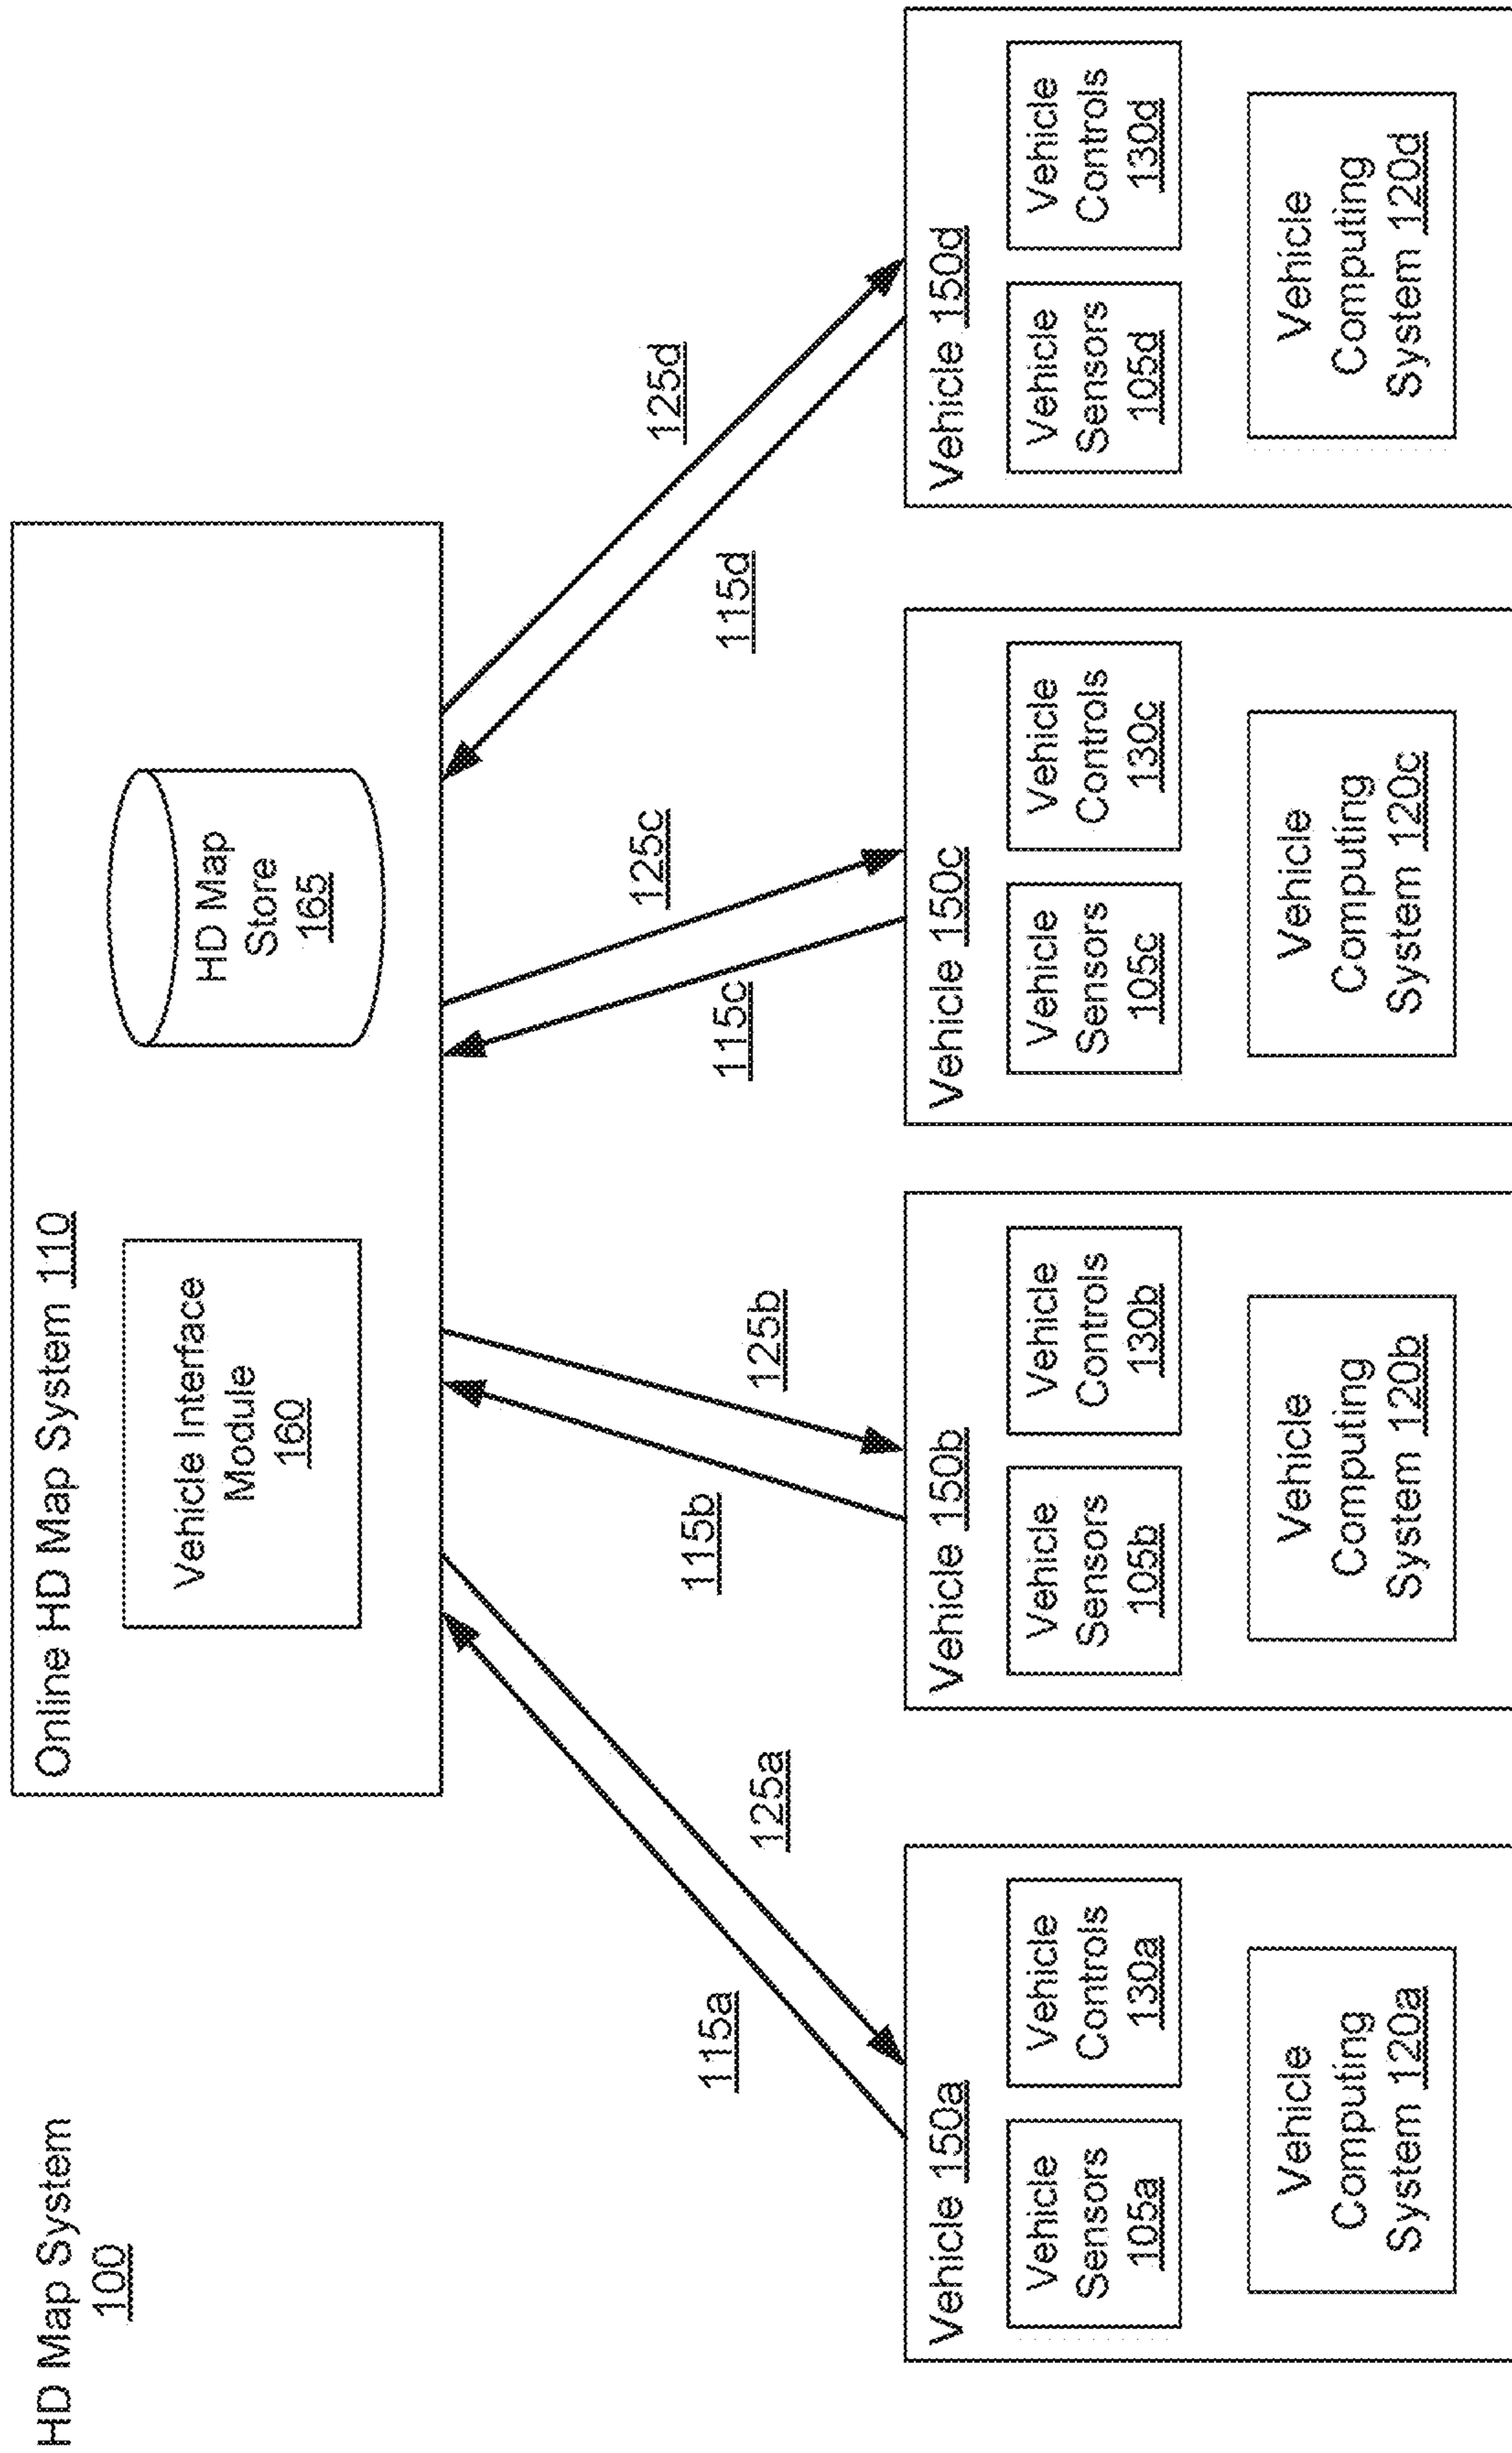 HD Map System
100
Online HD Map System 110
Vehicle Interface
Module
160
HD Map
Store
165
115a
125a
115b
125b
115c
125c
115d
125d
Vehicle 150a
Vehicle
Sensors
105a
Vehicle
Controls
130a
Vehicle
Computing
System 120a
Vehicle 150b
Vehicle
Sensors
105b
Vehicle
Controls
130b
Vehicle
Computing
System 120b
Vehicle 150c
Vehicle
Sensors
105c
Vehicle
Controls
130c
Vehicle
Computing
System 120c
Vehicle 150d
Vehicle
Sensors
105d
Vehicle
Controls
130d
Vehicle
Computing
System 120d